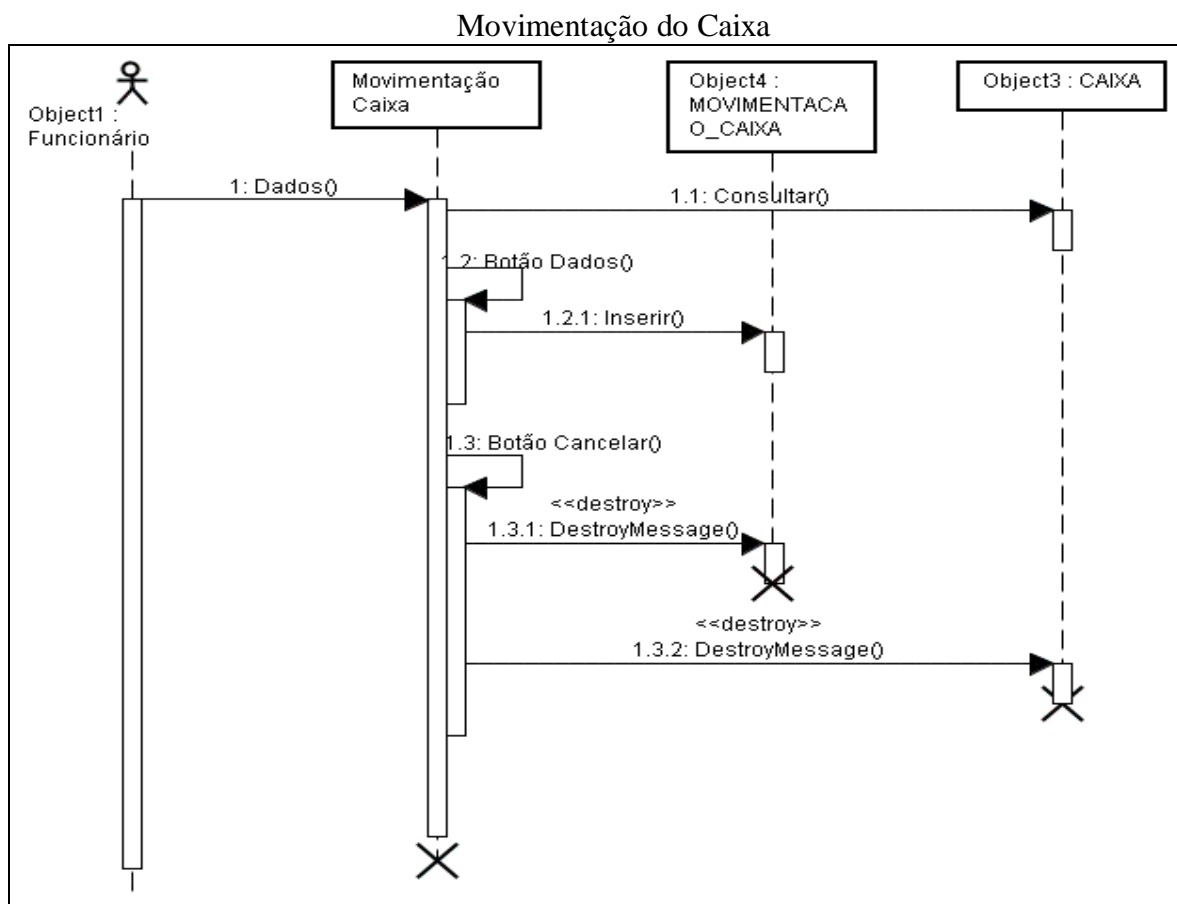 Movimentação do Caixa
Object1 :
Funcionário
Movimentação
Caixa
Object4 :
MOVIMENTACA
O_CAIXA
Object3 : CAIXA
1: Dados()
1.1: Consultar()
1.2: Botão Dados()
1.2.1: Inserir()
1.3: Botão Cancelar()
<<destroy>>
1.3.1: DestroyMessage()
<<destroy>>
1.3.2: DestroyMessage()